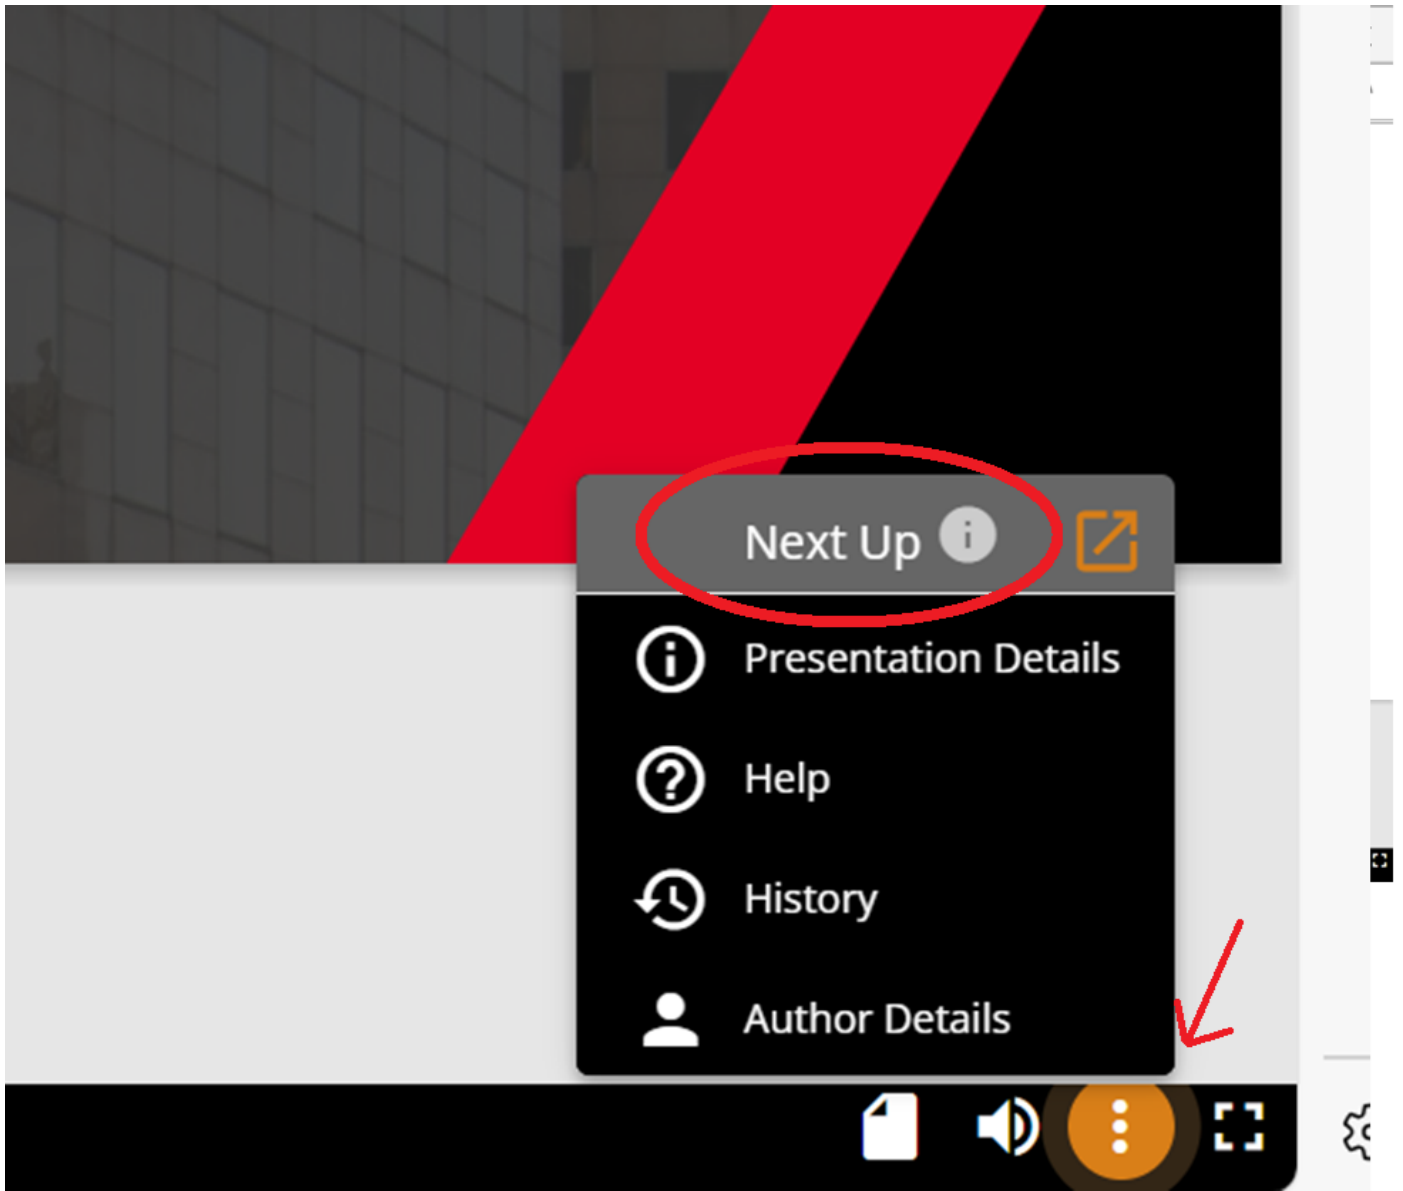 Next Up
Presentation Details
Help
History
Author Details